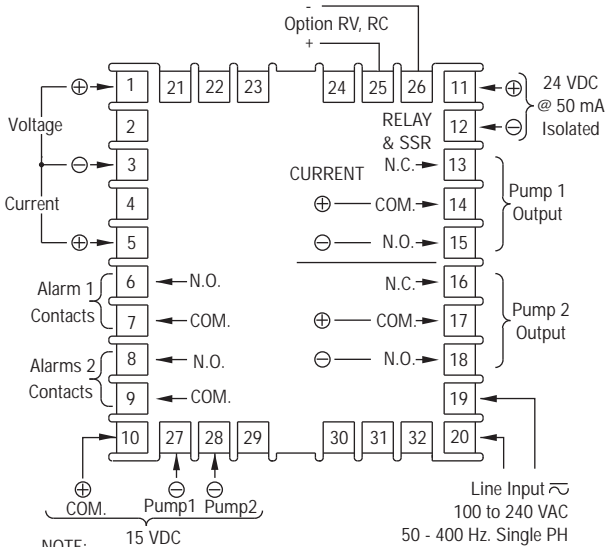 -
Option RV, RC
+
21 22 23 24 25 26
⊕ 1
Voltage
2
⊖ 3
Current
4
⊕ 5
Alarm 1
Contacts
6 N.O.
7 COM.
Alarms 2
Contacts
8 N.O.
9 COM.
10 27 28 29 30 31 32 20
11 ⊕
12 ⊖
24 VDC
@ 50 mA
Isolated
RELAY
& SSR
CURRENT
N.C. 13
⊕ COM. 14
⊖ N.O. 15
Pump 1
Output
N.C. 16
⊕ COM. 17
⊖ N.O. 18
Pump 2
Output
19
⊕ ⊖ ⊖
COM. Pump1 Pump2
15 VDC
NOTE:
Line Input
100 to 240 VAC
50 - 400 Hz. Single PH